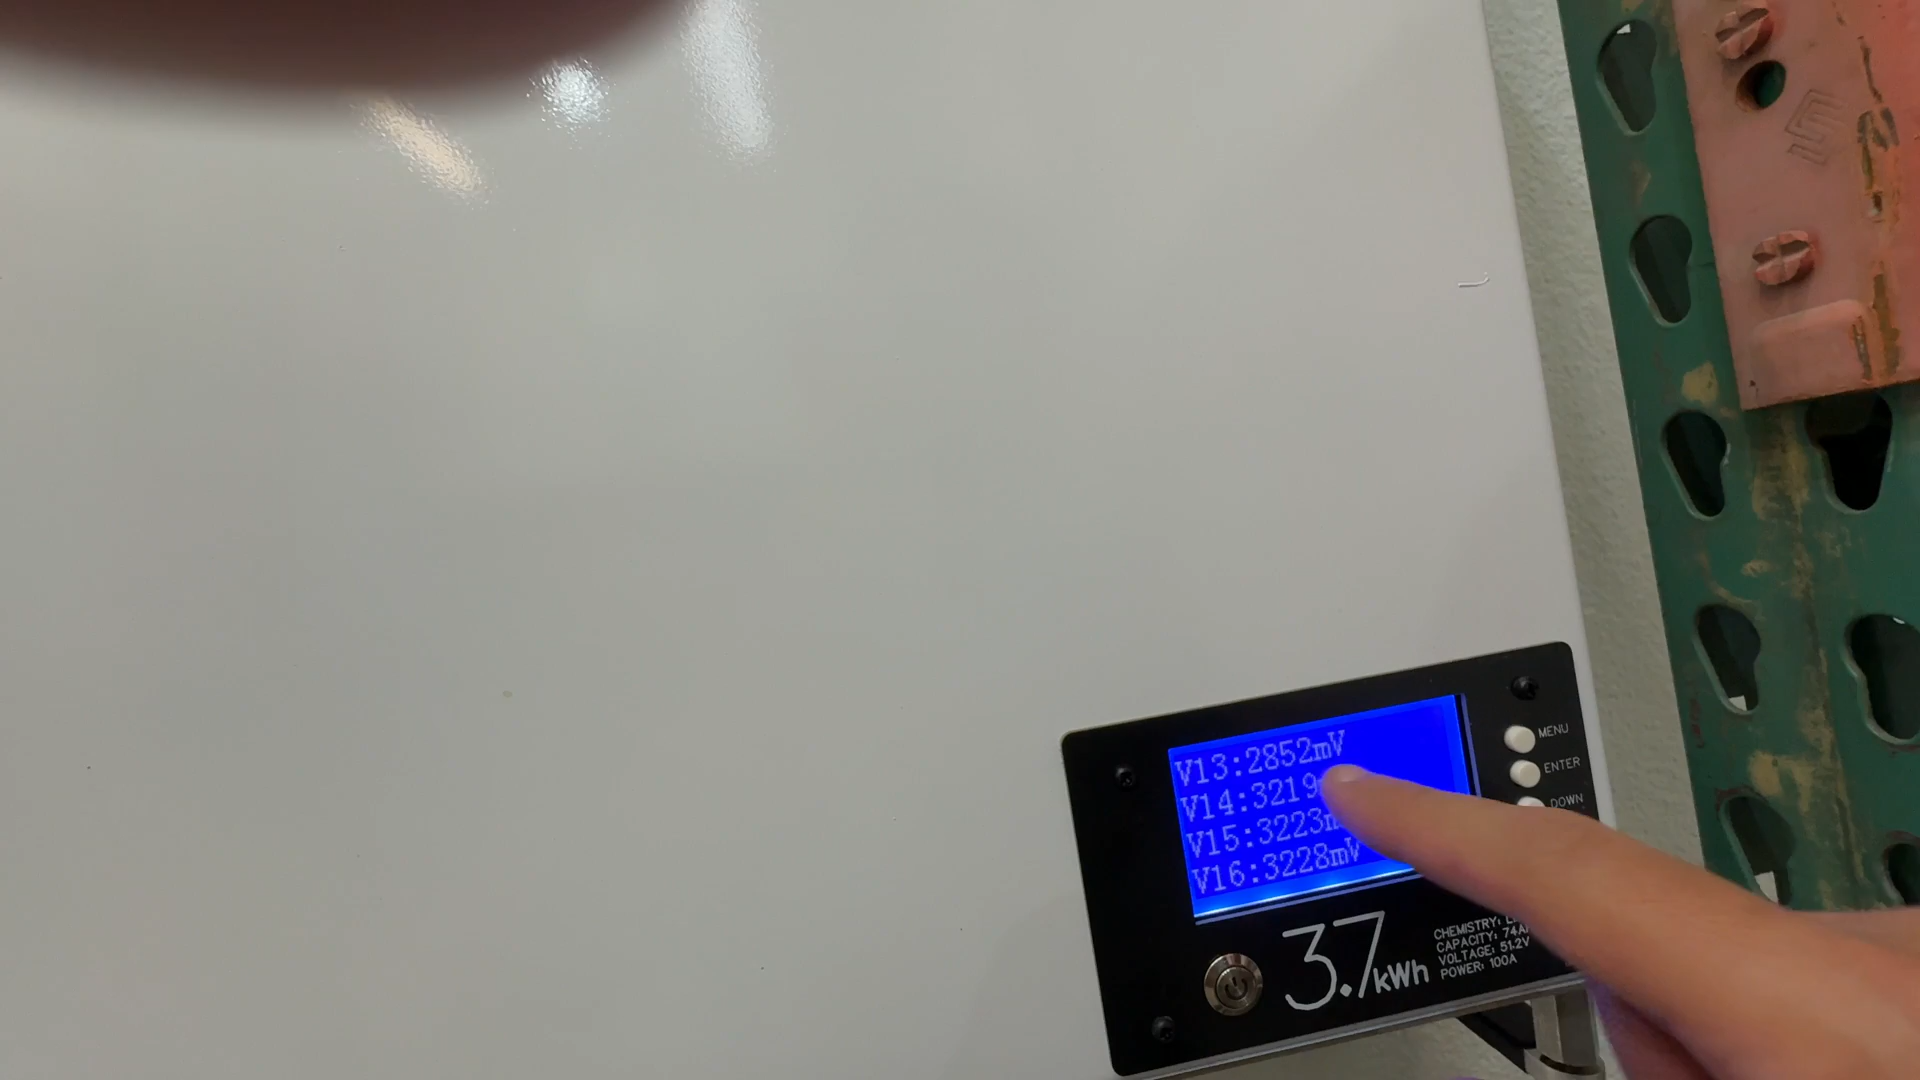 V13:2852mV
V14:3219
V15:3223m
V16:3228mV
MENU
ENTER
DOWN
3.7kWh
CHEMISTRY: L
CAPACITY: 74A
VOLTAGE: 51.2V
POWER: 100A